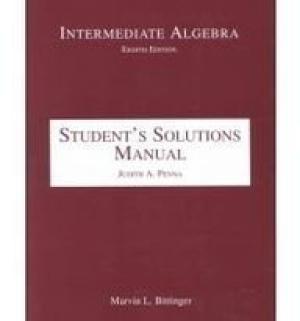 INTERMEDIATE ALGEBRA
EIGHTH EDITION
STUDENT'S SOLUTIONS
MANUAL
JUDITH A. PENNA
Marvin L. Bittinger